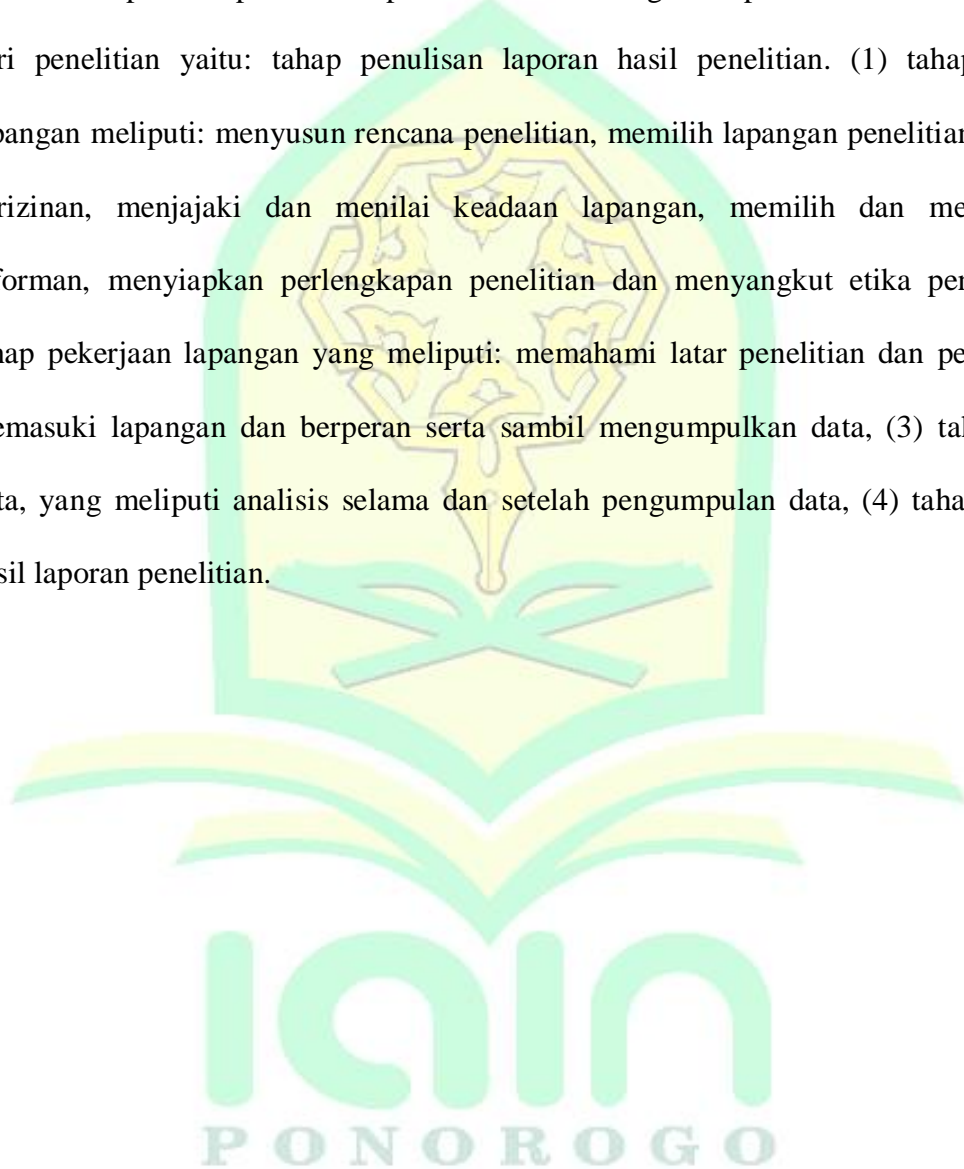 ri penelitian yaitu: tahap penulisan laporan hasil penelitian. (1) tahap
pangan meliputi: menyusun rencana penelitian, memilih lapangan penelitian
rizinan, menjajaki dan menilai keadaan lapangan, memilih dan me
forman, menyiapkan perlengkapan penelitian dan menyangkut etika pen
hap pekerjaan lapangan yang meliputi: memahami latar penelitian dan pe
emasuki lapangan dan berperan serta sambil mengumpulkan data, (3) ta
ta, yang meliputi analisis selama dan setelah pengumpulan data, (4) taha
sil laporan penelitian.
iain
PONOROGO